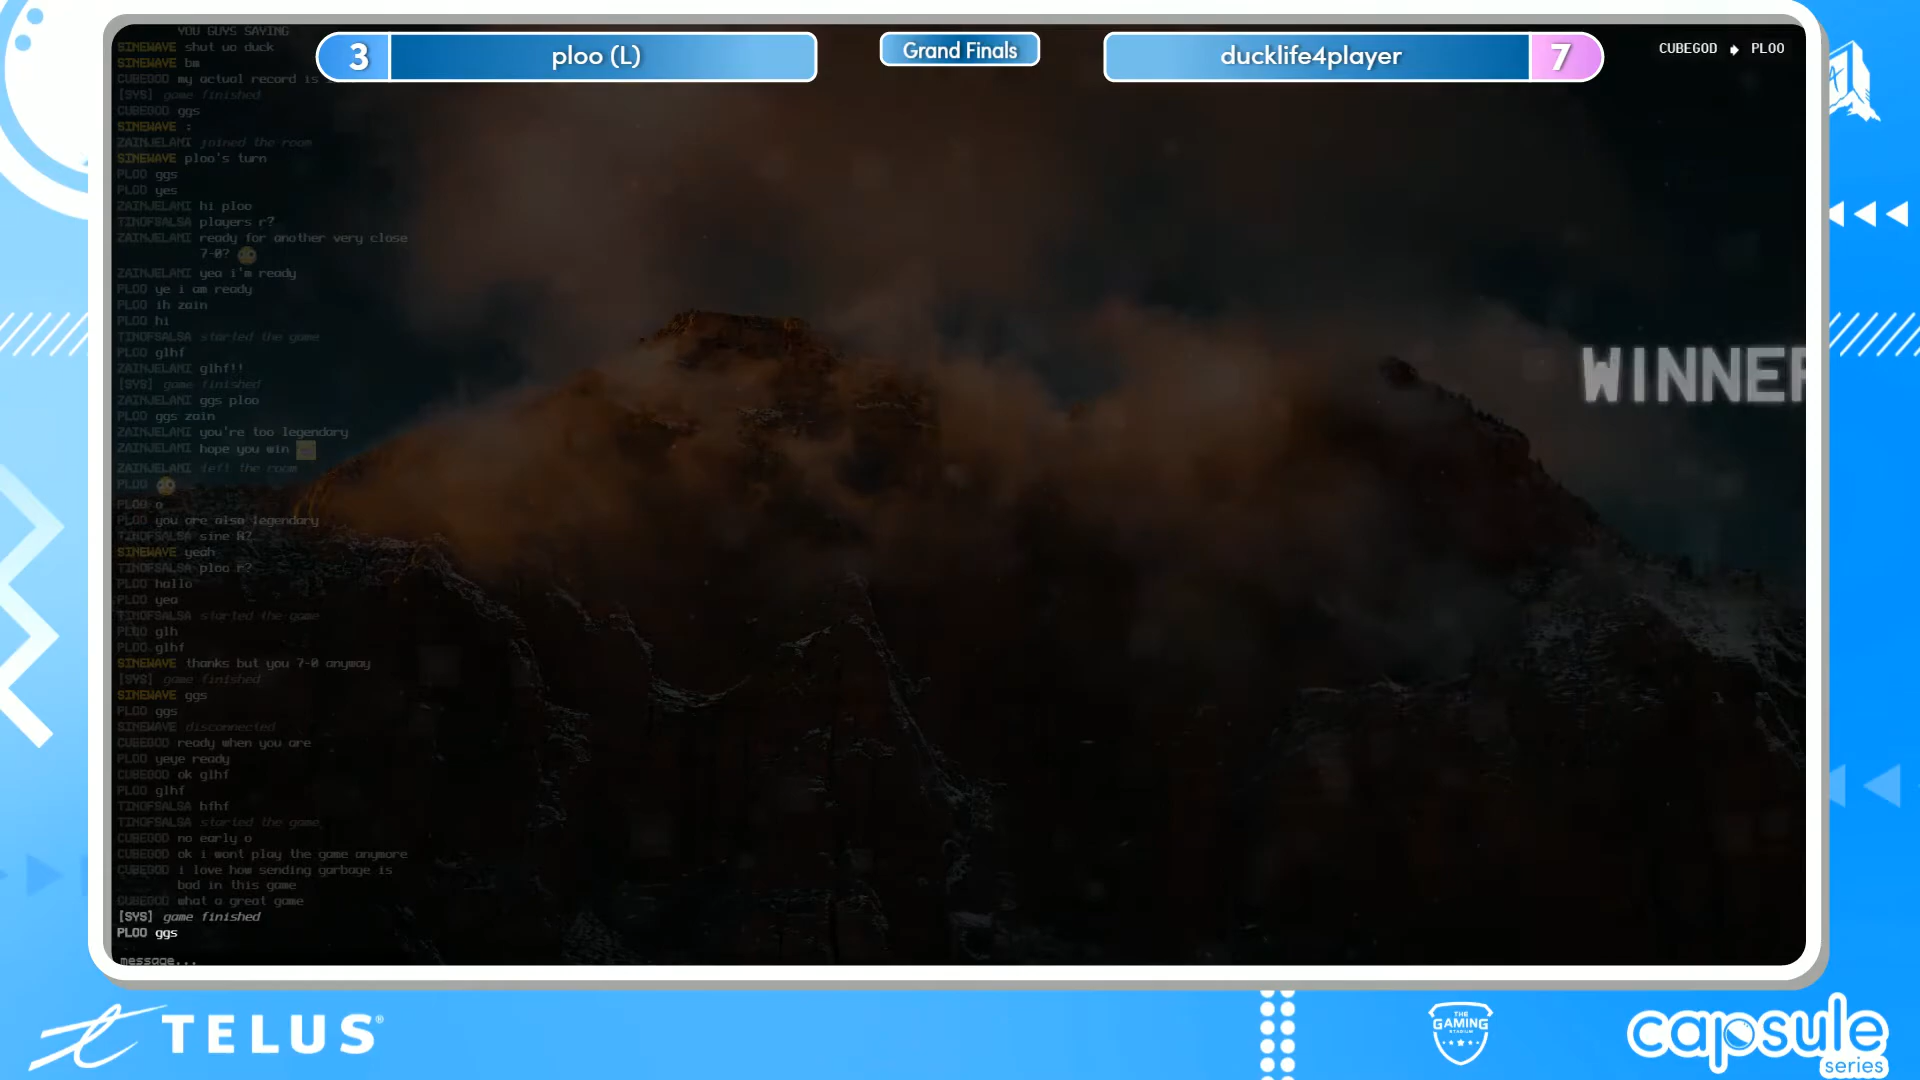 3
ploo (L)
Grand Finals
ducklife4player
7
CUBEGOD PLOO
YOU GUYS SAYING
SINEWAVE shut uo duck
SINEWAVE bm
CUBEGOD my actual record is
[SYS] game finished
CUBEGOD ggs
SINEWAVE :
ZAINJELANI joined the room
SINEWAVE ploo's turn
PLOO ggs
PLOO yes
ZAINJELANI hi ploo
TINOFSALSA players r?
ZAINJELANI ready for another very close
7-0?
ZAINJELANI yea i'm ready
PLOO ye i am ready
PLOO ih zain
PLOO hi
TINOFSALSA started the game
PLOO glhf
ZAINJELANI glhf!!
[SYS] game finished
ZAINJELANI ggs ploo
PLOO ggs zain
ZAINJELANI you're too legendary
ZAINJELANI hope you win
ZAINJELANI left the room
PLOO
PLOO o
PLOO you are also legendary
TINOFSALSA sine R?
SINEWAVE yeah
TINOFSALSA ploo r?
PLOO hallo
PLOO yea
TINOFSALSA started the game
PLOO glh
PLOO glhf
SINEWAVE thanks but you 7-0 anyway
[SYS] game finished
SINEWAVE ggs
PLOO ggs
SINEWAVE disconnected
CUBEGOD ready when you are
PLOO yeye ready
CUBEGOD ok glhf
PLOO glhf
TINOFSALSA hfhf
TINOFSALSA started the game
CUBEGOD no early o
CUBEGOD ok i wont play the game anymore
CUBEGOD i love how sending garbage is
bad in this game
CUBEGOD what a great game
[SYS] game finished
PLOO ggs
message...
WINNER
TELUS®
THE
GAMING
STADIUM
capsule
series